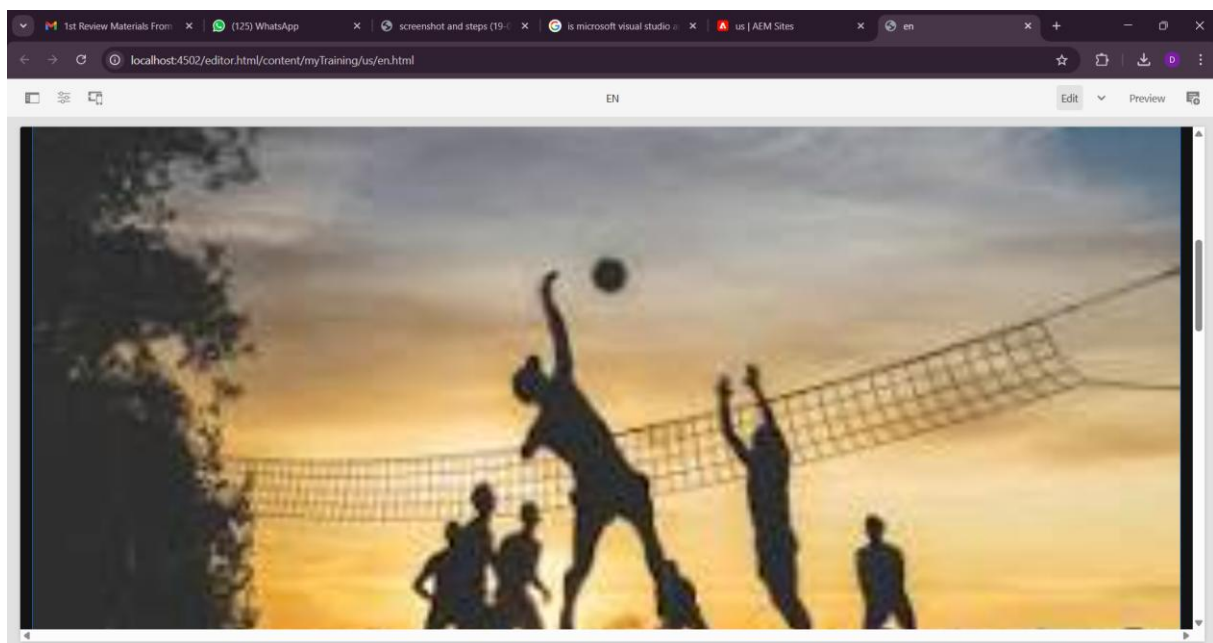 1st Review Materials From
(125) WhatsApp
screenshot and steps (19-
is microsoft visual studio
us | AEM Sites
en
localhost:4502/editor.html/content/myTraining/us/en.html
D
EN
Edit
Preview